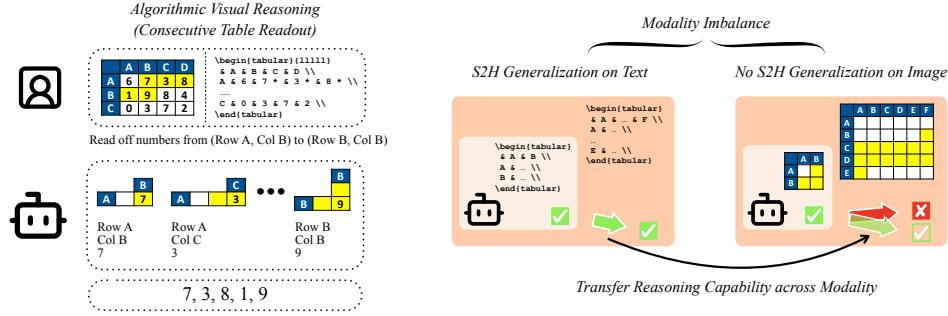 Algorithmic Visual Reasoning
(Consecutive Table Readout)
A B C D
A 6 7 3 8
B 1 9 8 4
C 0 3 7 2
\begin{tabular}{lllll}
& A & B & C & D \\
A & 6 & 7 * & 3 * & 8 * \\
.....
C & 0 & 3 & 7 & 2 \\
\end{tabular}
Read off numbers from (Row A, Col B) to (Row B, Col B)
B
A 7
Row A
Col B
7
C
A 3
Row A
Col C
3
B
B 9
Row B
Col B
9
7, 3, 8, 1, 9
Modality Imbalance
S2H Generalization on Text
\begin{tabular}
& A & B \\
A & … \\
B & … \\
\end{tabular}
\begin{tabular}
& A & … & F \\
A & … \\
…
E & … \\
\end{tabular}
No S2H Generalization on Image
A B
A
B
A B C D E F
A
B
C
D
E
Transfer Reasoning Capability across Modality